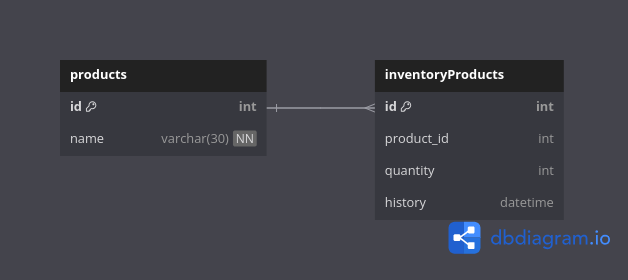 products
id int
name varchar(30) NN
inventoryProducts
id int
product_id int
quantity int
history datetime
dbdiagram.io